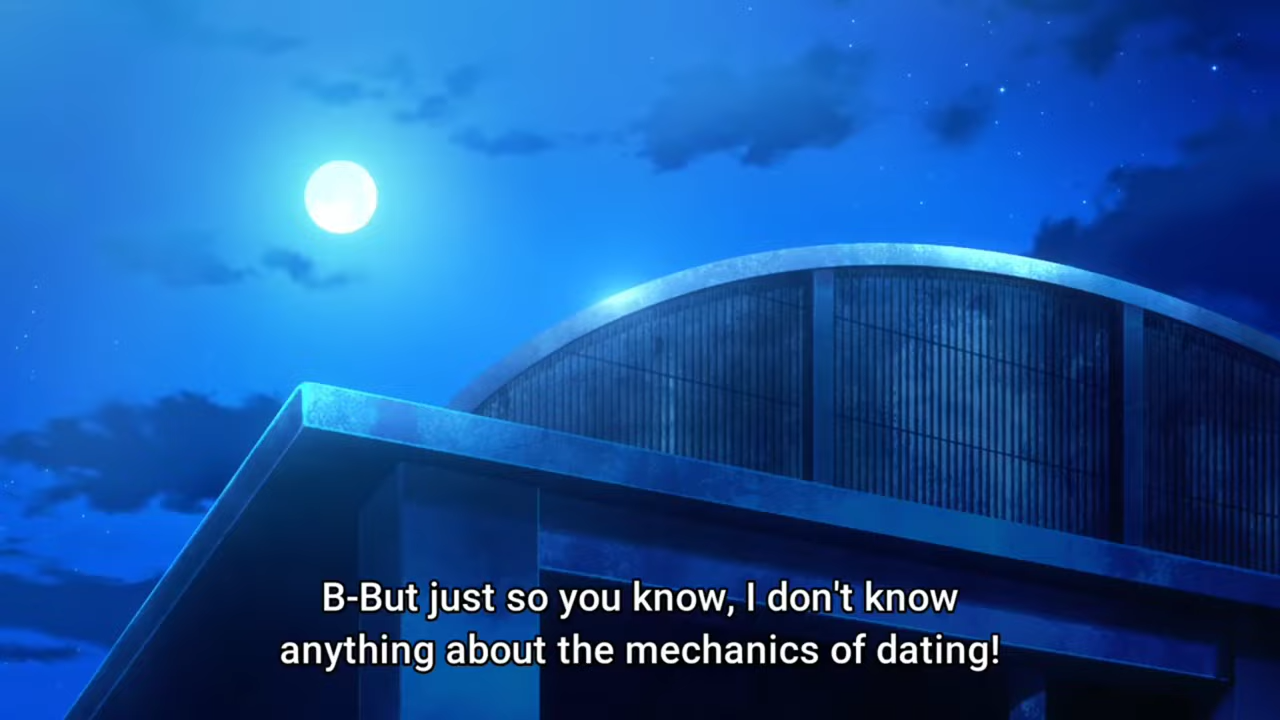 B-But just so you know, I don't know
anything about the mechanics of dating!